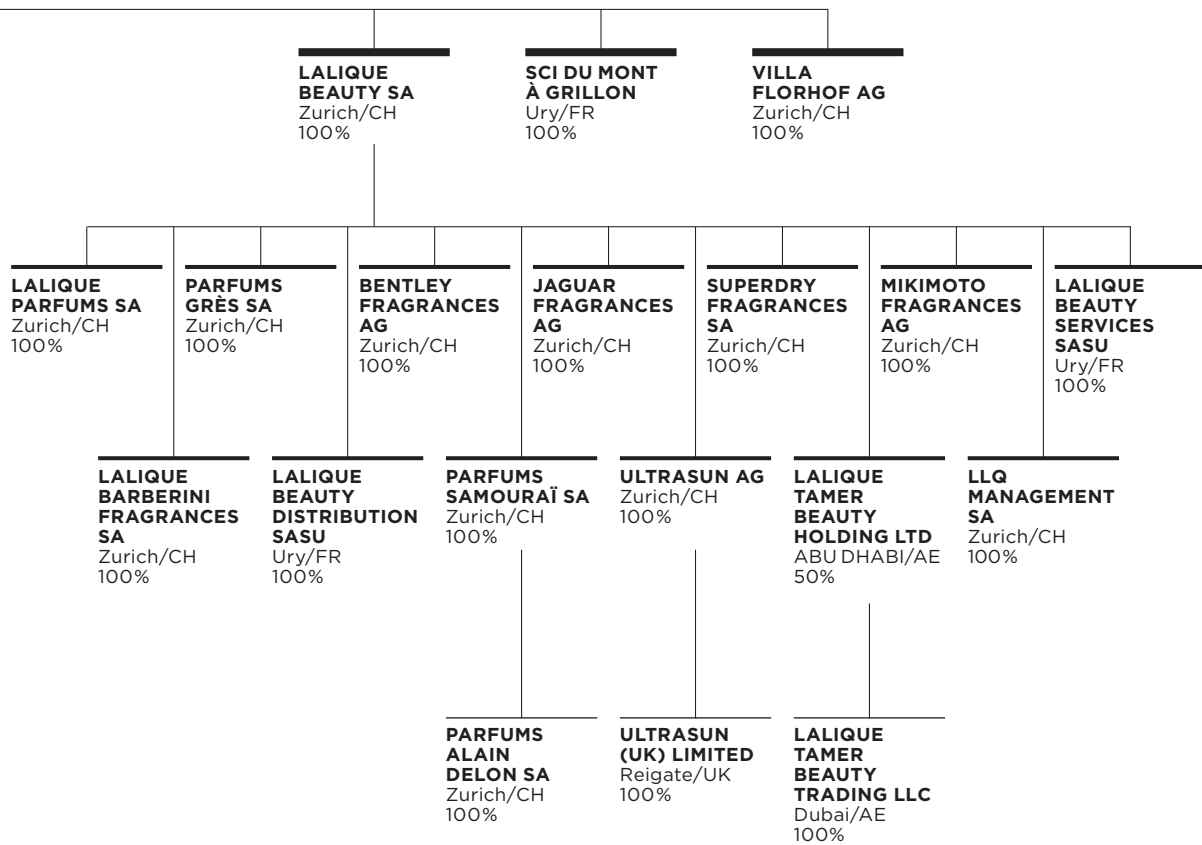 LALIQUE
BEAUTY SA
Zurich/CH
100%
SCI DU MONT
À GRILLON
Ury/FR
100%
VILLA
FLORHOF AG
Zurich/CH
100%
LALIQUE
PARFUMS SA
Zurich/CH
100%
PARFUMS
GRÈS SA
Zurich/CH
100%
BENTLEY
FRAGRANCES
AG
Zurich/CH
100%
JAGUAR
FRAGRANCES
AG
Zurich/CH
100%
SUPERDRY
FRAGRANCES
SA
Zurich/CH
100%
MIKIMOTO
FRAGRANCES
AG
Zurich/CH
100%
LALIQUE
BEAUTY
SERVICES
SASU
Ury/FR
100%
LALIQUE
BARBERINI
FRAGRANCES
SA
Zurich/CH
100%
LALIQUE
BEAUTY
DISTRIBUTION
SASU
Ury/FR
100%
PARFUMS
SAMOURAÏ SA
Zurich/CH
100%
ULTRASUN AG
Zurich/CH
100%
LALIQUE
TAMER
BEAUTY
HOLDING LTD
ABU DHABI/AE
50%
LLQ
MANAGEMENT
SA
Zurich/CH
100%
PARFUMS
ALAIN
DELON SA
Zurich/CH
100%
ULTRASUN
(UK) LIMITED
Reigate/UK
100%
LALIQUE
TAMER
BEAUTY
TRADING LLC
Dubai/AE
100%